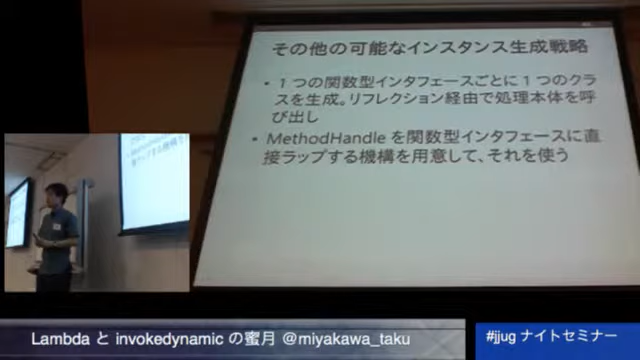 その他の可能なインスタンス生成戦略
• 1つの関数型インタフェースごとに1つのクラ
スを生成。リフレクション経由で処理本体を呼
び出し
• MethodHandle を関数型インタフェースに直
接ラップする機構を用意して、それを使う
Lambda と invokedynamic の蜜月 @miyakawa_taku
#jjug ナイトセミナー